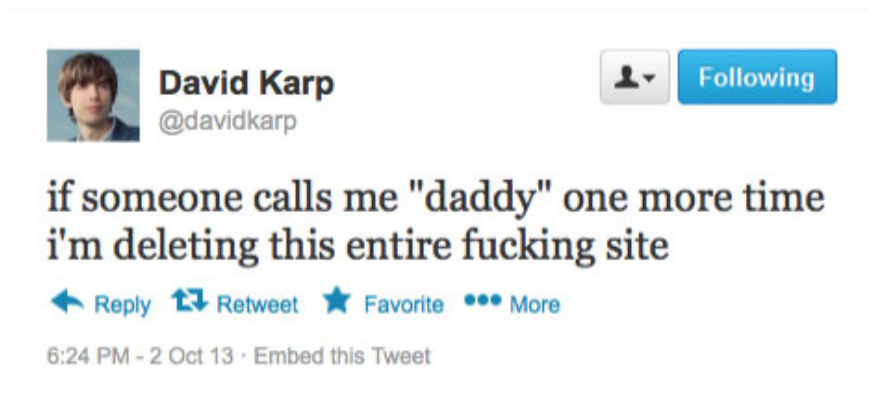 David Karp
Following
@davidkarp
if someone calls me "daddy" one more time
i'm deleting this entire fucking site
Reply Retweet Favorite More
6:24 PM - 2 Oct 13 · Embed this Tweet